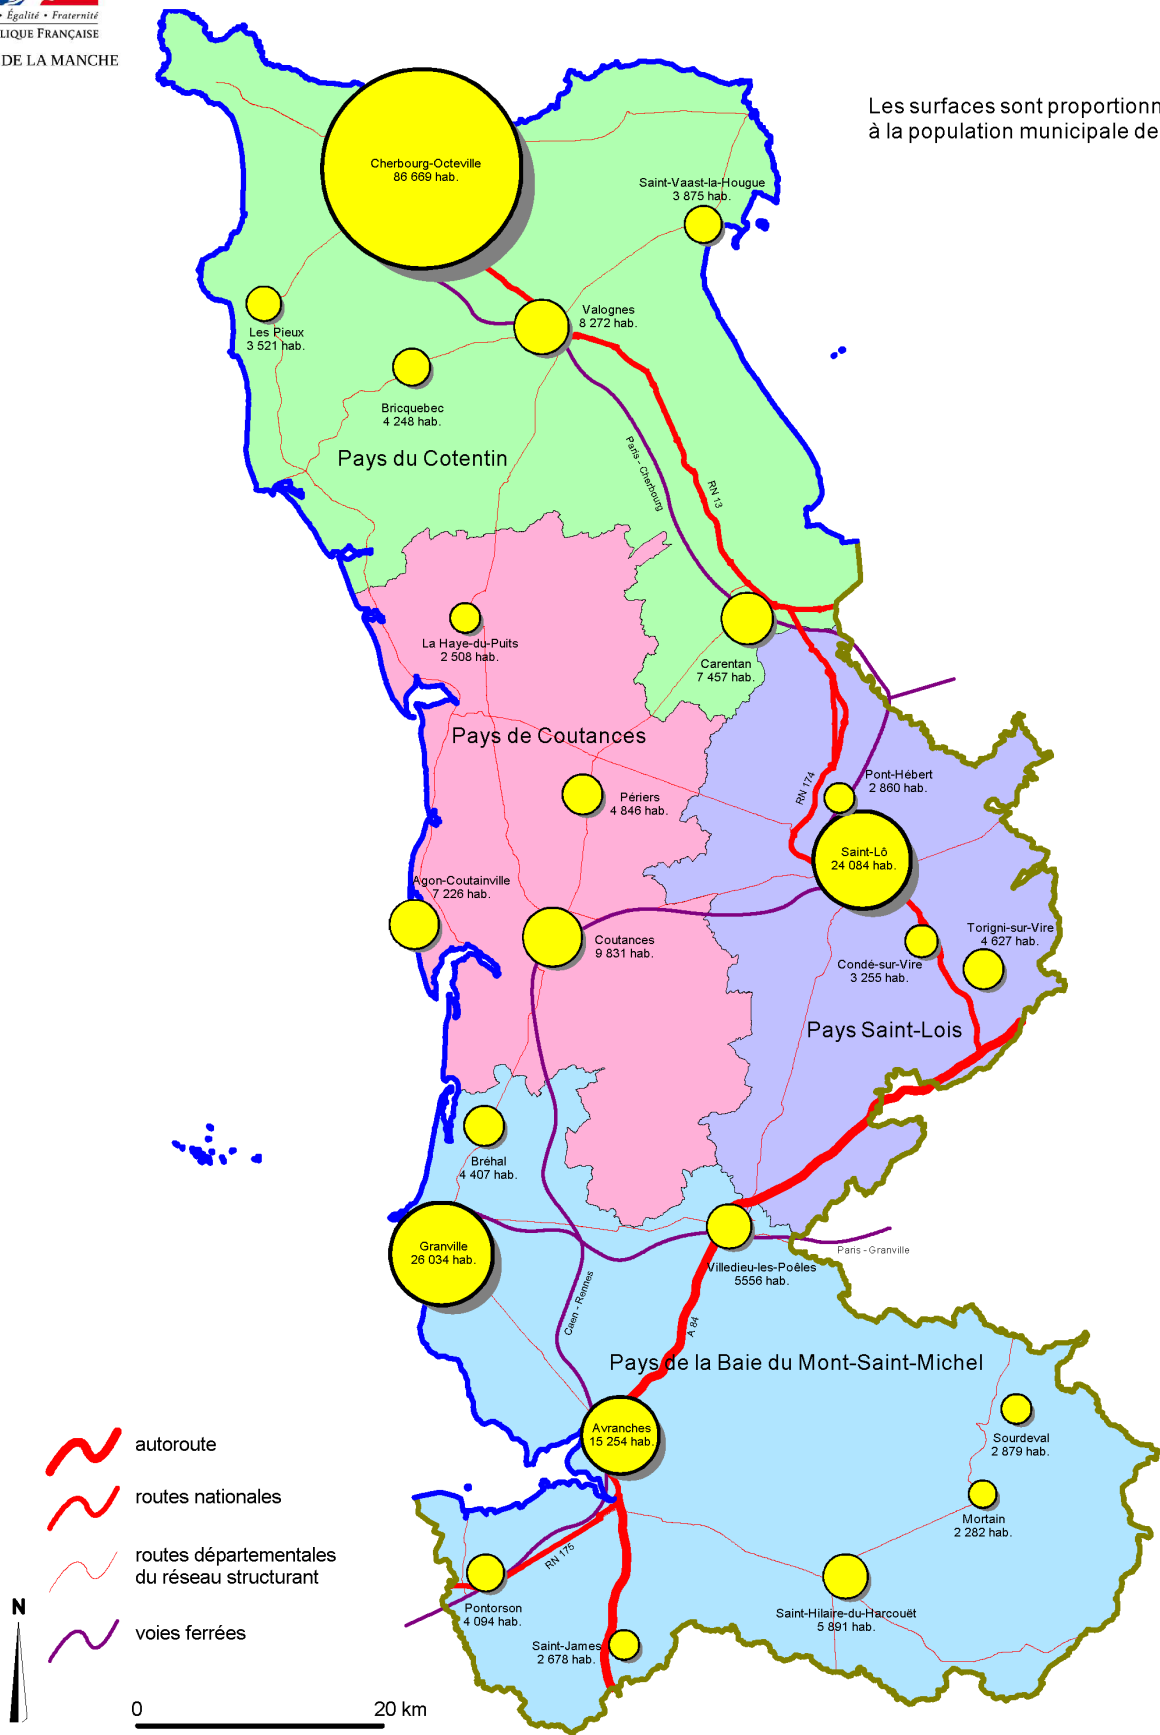 • Égalité • Fraternité
LIQUE FRANÇAISE
DE LA MANCHE
Les surfaces sont proportionn
à la population municipale de
Cherbourg-Octeville
86 669 hab.
Saint-Vaast-la-Hougue
3 875 hab.
Les Pieux
3 521 hab.
Valognes
8 272 hab.
Bricquebec
4 248 hab.
Pays du Cotentin
Paris - Cherbourg
RN 13
La Haye-du-Puits
2 508 hab.
Carentan
7 457 hab.
Pays de Coutances
Périers
4 846 hab.
RN 174
Pont-Hébert
2 860 hab.
Saint-Lô
24 084 hab.
Agon-Coutainville
7 226 hab.
Coutances
9 831 hab.
Torigni-sur-Vire
4 627 hab.
Condé-sur-Vire
3 255 hab.
Pays Saint-Lois
Bréhal
4 407 hab.
Granville
26 034 hab.
Villedieu-les-Poêles
5556 hab.
Paris - Granville
Caen - Rennes
A 84
Pays de la Baie du Mont-Saint-Michel
Avranches
15 254 hab.
Sourdeval
2 879 hab.
Mortain
2 282 hab.
RN 175
Pontorson
4 094 hab.
Saint-Hilaire-du-Harcouët
5 891 hab.
Saint-James
2 678 hab.
autoroute
routes nationales
routes départementales
du réseau structurant
voies ferrées
N
0 20 km